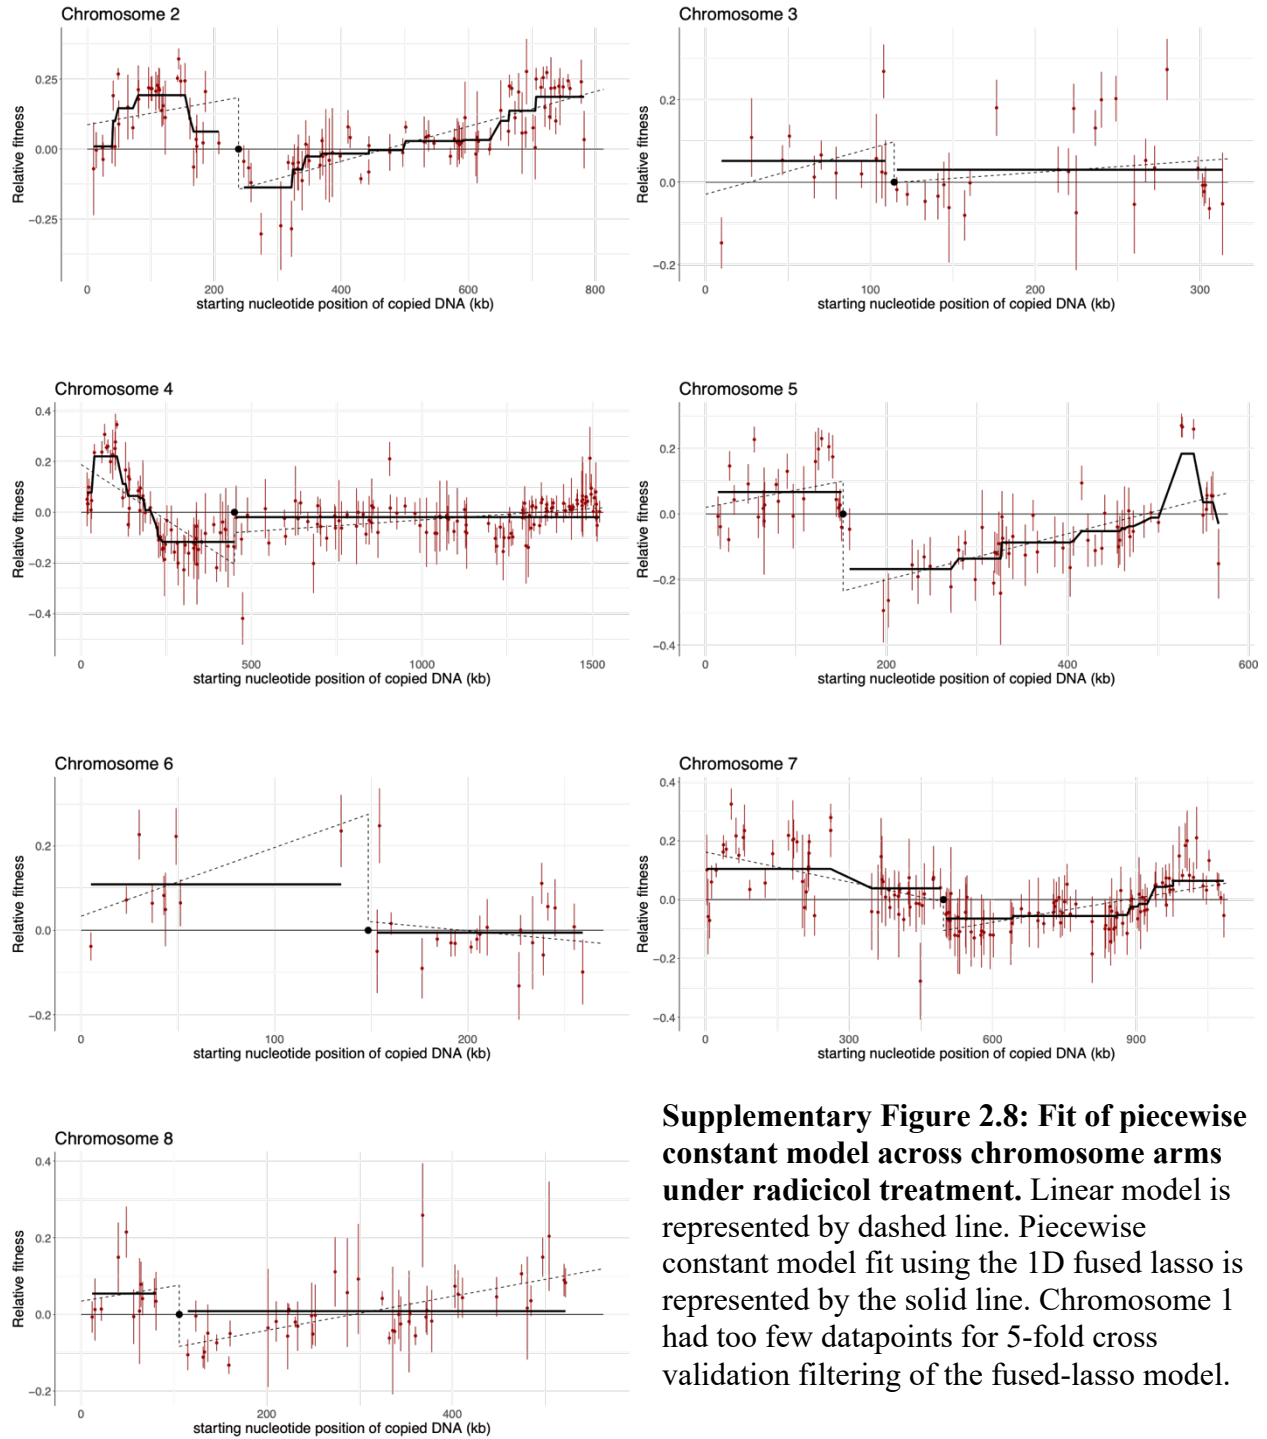 Chromosome 2
Relative fitness
0.25
0.00
−0.25
0
200
400
600
800
starting nucleotide position of copied DNA (kb)
Chromosome 3
Relative fitness
0.2
0.0
−0.2
0
100
200
300
starting nucleotide position of copied DNA (kb)
Chromosome 4
Relative fitness
0.4
0.2
0.0
−0.2
−0.4
0
500
1000
1500
starting nucleotide position of copied DNA (kb)
Chromosome 5
Relative fitness
0.2
0.0
−0.2
−0.4
0
200
400
600
starting nucleotide position of copied DNA (kb)
Chromosome 6
Relative fitness
0.2
0.0
−0.2
0
100
200
starting nucleotide position of copied DNA (kb)
Chromosome 7
Relative fitness
0.4
0.2
0.0
−0.2
−0.4
0
300
600
900
starting nucleotide position of copied DNA (kb)
Chromosome 8
Relative fitness
0.4
0.2
0.0
−0.2
0
200
400
starting nucleotide position of copied DNA (kb)
Supplementary Figure 2.8: Fit of piecewise
constant model across chromosome arms
under radicicol treatment. Linear model is
represented by dashed line. Piecewise
constant model fit using the 1D fused lasso is
represented by the solid line. Chromosome 1
had too few datapoints for 5-fold cross
validation filtering of the fused-lasso model.